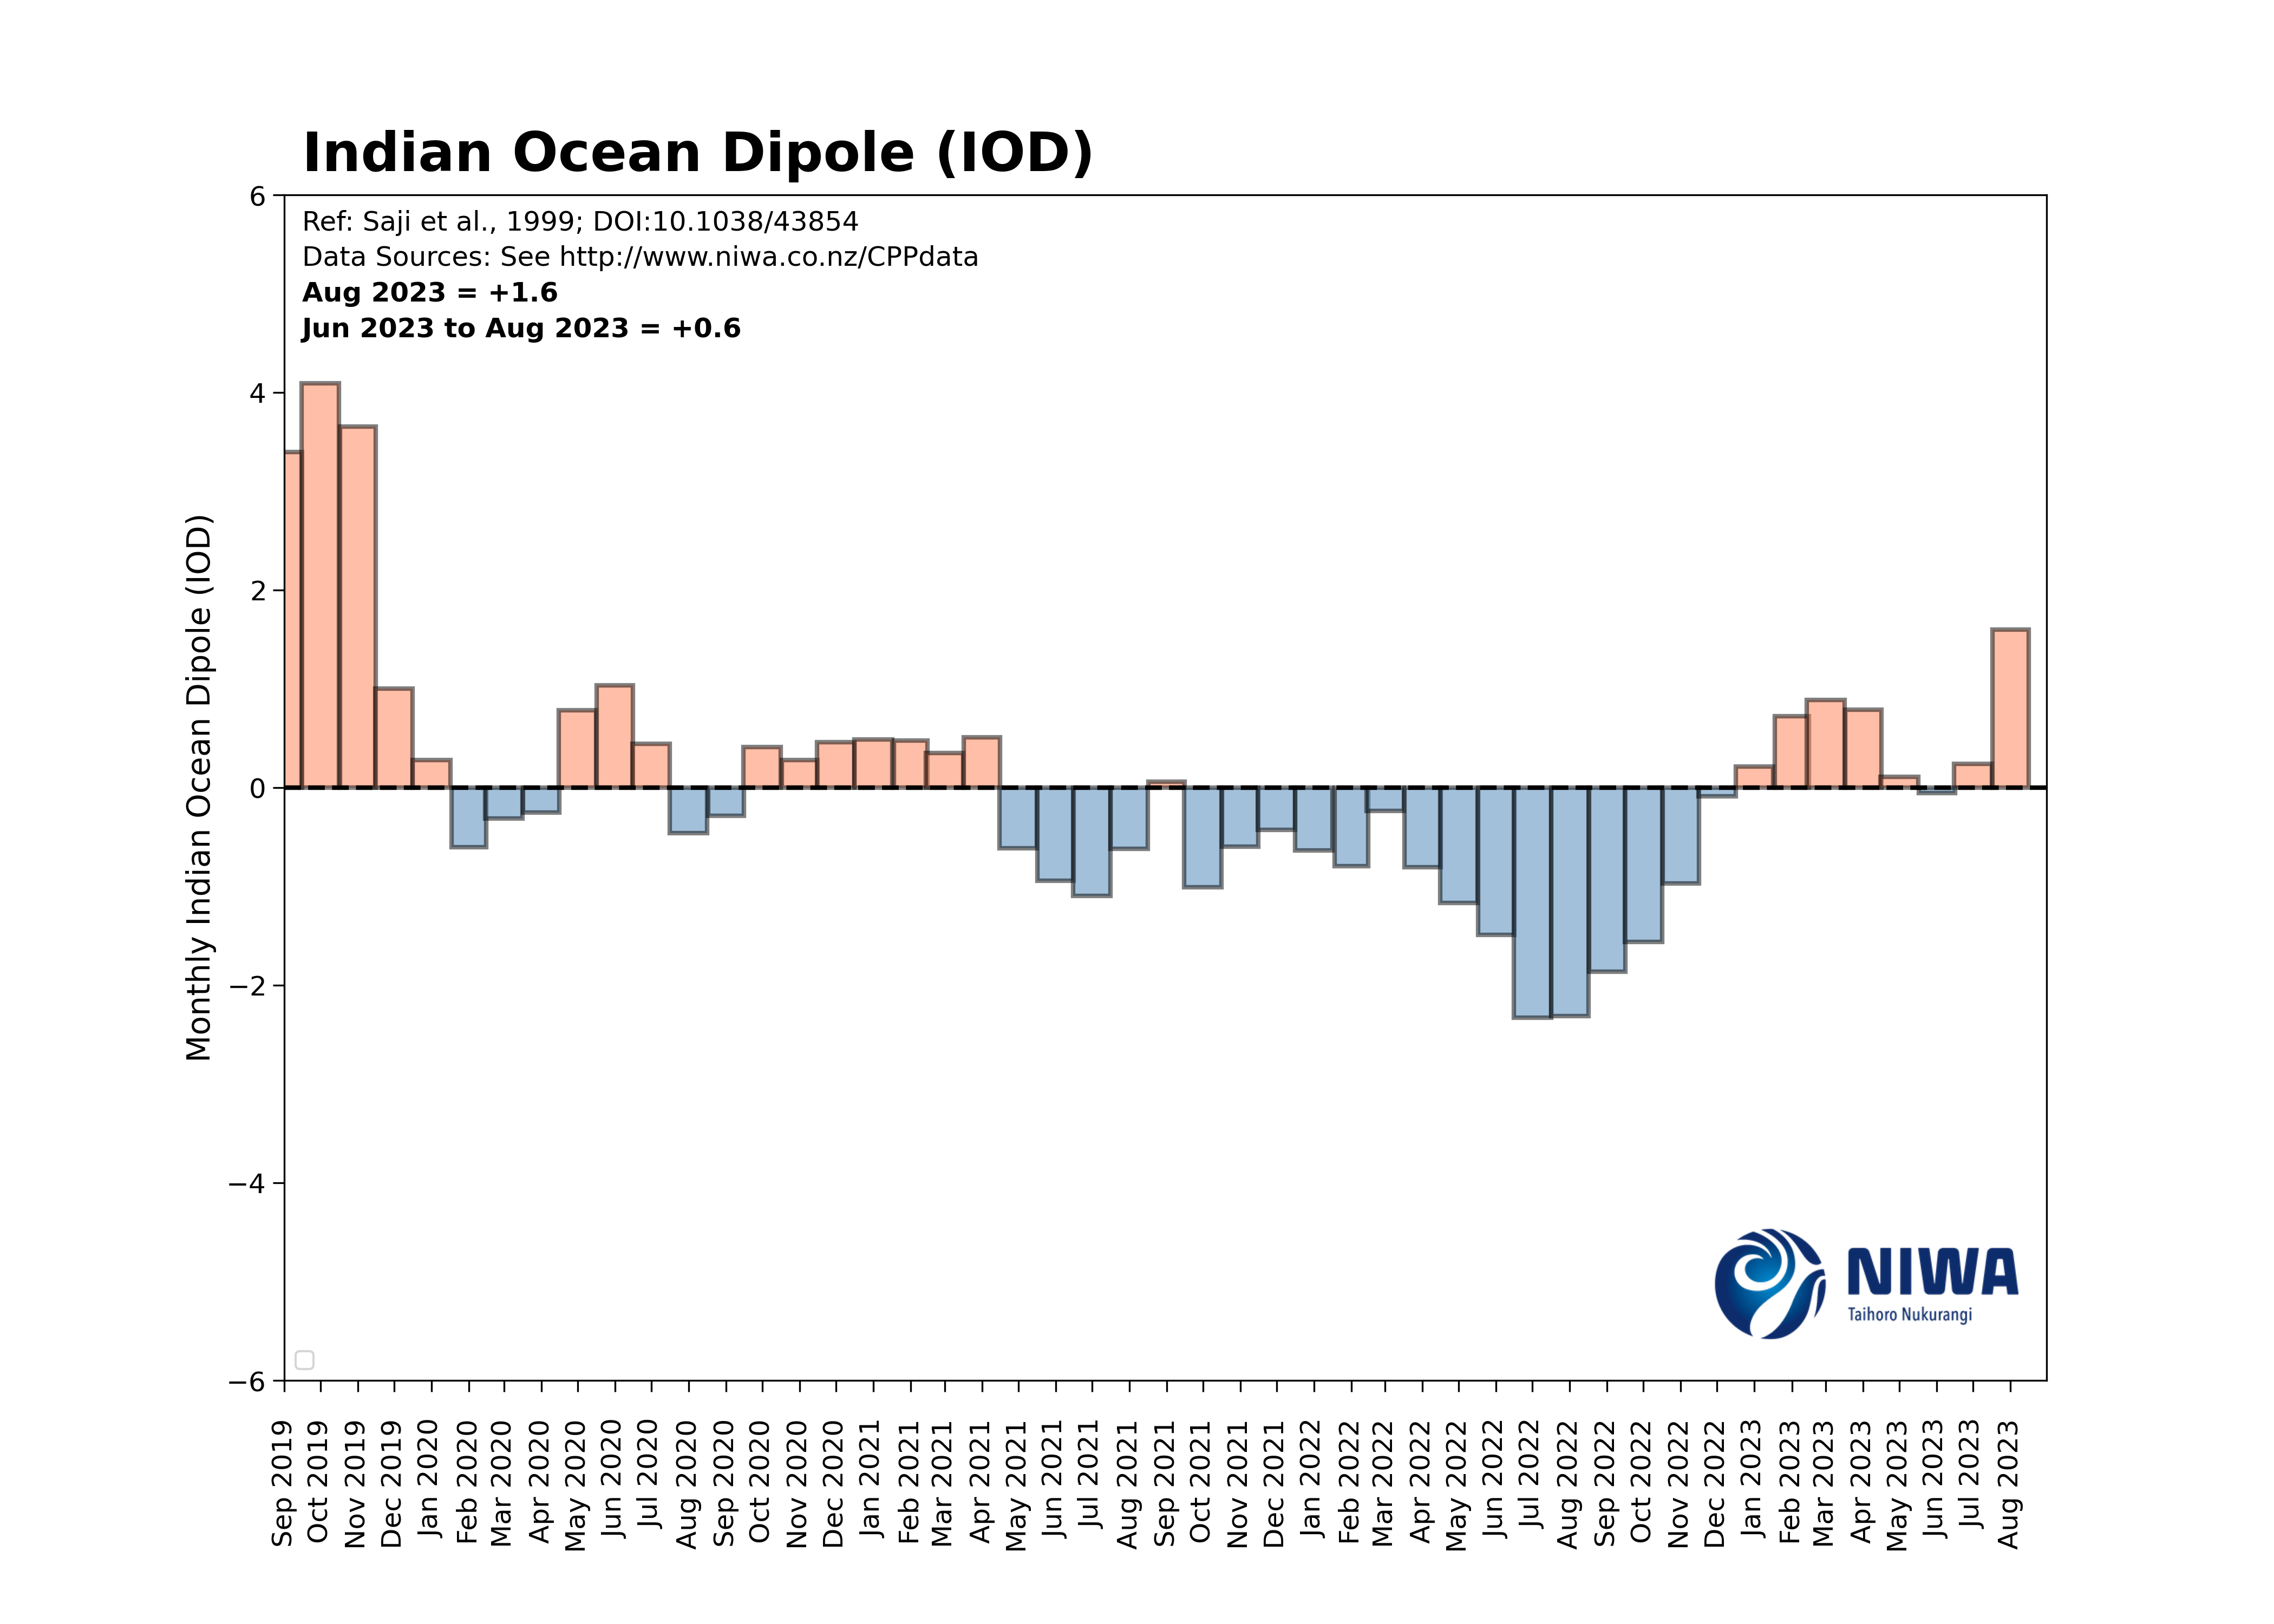 Indian Ocean Dipole (IOD)
Ref: Saji et al., 1999; DOI:10.1038/43854
Data Sources: See http://www.niwa.co.nz/CPPdata
Aug 2023 = +1.6
Jun 2023 to Aug 2023 = +0.6
Monthly Indian Ocean Dipole (IOD)
6
4
2
0
−2
−4
−6
NIWA
Taihoro Nukurangi
Sep 2019
Oct 2019
Nov 2019
Dec 2019
Jan 2020
Feb 2020
Mar 2020
Apr 2020
May 2020
Jun 2020
Jul 2020
Aug 2020
Sep 2020
Oct 2020
Nov 2020
Dec 2020
Jan 2021
Feb 2021
Mar 2021
Apr 2021
May 2021
Jun 2021
Jul 2021
Aug 2021
Sep 2021
Oct 2021
Nov 2021
Dec 2021
Jan 2022
Feb 2022
Mar 2022
Apr 2022
May 2022
Jun 2022
Jul 2022
Aug 2022
Sep 2022
Oct 2022
Nov 2022
Dec 2022
Jan 2023
Feb 2023
Mar 2023
Apr 2023
May 2023
Jun 2023
Jul 2023
Aug 2023